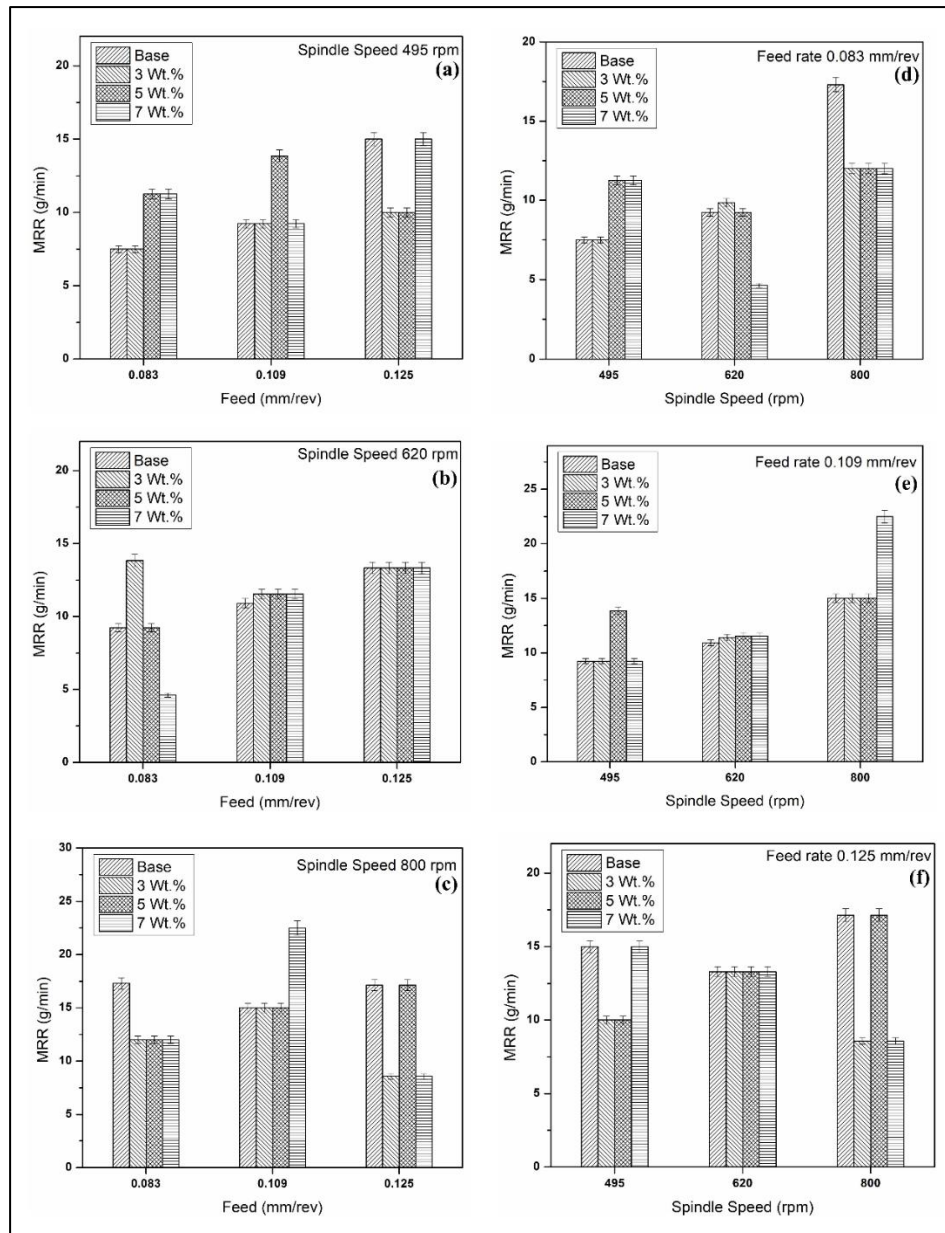 Spindle Speed 495 rpm
(a)
Base
3 Wt.%
5 Wt.%
7 Wt.%
MRR (g/min)
20
15
10
5
0
0.083 0.109 0.125
Feed (mm/rev)
Feed rate 0.083 mm/rev
(d)
Base
3 Wt.%
5 Wt.%
7 Wt.%
MRR (g/min)
20
15
10
5
0
495 620 800
Spindle Speed (rpm)
Spindle Speed 620 rpm
(b)
Base
3 Wt.%
5 Wt.%
7 Wt.%
MRR (g/min)
20
15
10
5
0
0.083 0.109 0.125
Feed (mm/rev)
Feed rate 0.109 mm/rev
(e)
Base
3 Wt.%
5 Wt.%
7 Wt.%
MRR (g/min)
25
20
15
10
5
0
495 620 800
Spindle Speed (rpm)
Spindle Speed 800 rpm
(c)
Base
3 Wt.%
5 Wt.%
7 Wt.%
MRR (g/min)
30
25
20
15
10
5
0
0.083 0.109 0.125
Feed (mm/rev)
Feed rate 0.125 mm/rev
(f)
Base
3 Wt.%
5 Wt.%
7 Wt.%
MRR (g/min)
20
15
10
5
0
495 620 800
Spindle Speed (rpm)